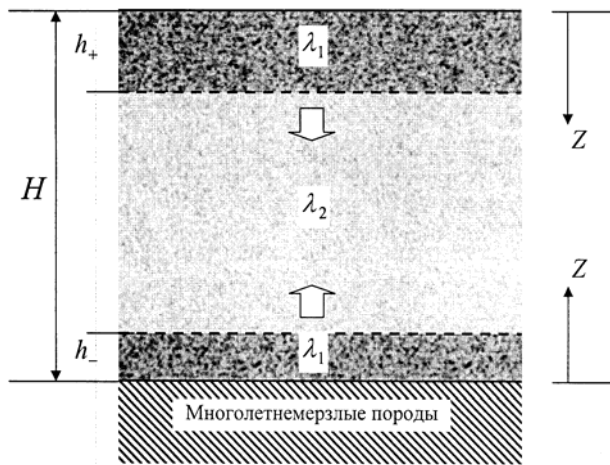 h₊
λ₁
Z
H
λ₂
Z
h₋
λ₁
Многолетнемерзлые породы